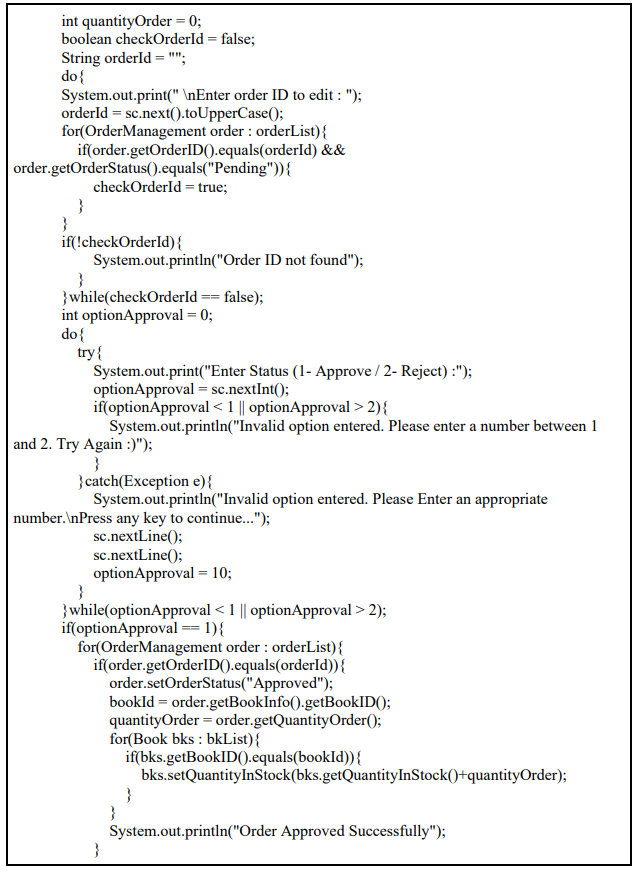 int quantityOrder = 0;
boolean checkOrderId = false;
String orderId = "";
do{
System.out.print(" \nEnter order ID to edit : ");
orderId = sc.next().toUpperCase();
for(OrderManagement order : orderList){
if(order.getOrderID().equals(orderId) &&
order.getOrderStatus().equals("Pending")){
checkOrderId = true;
}
}
if(!checkOrderId){
System.out.println("Order ID not found");
}
}while(checkOrderId == false);
int optionApproval = 0;
do{
try{
System.out.print("Enter Status (1- Approve / 2- Reject) :");
optionApproval = sc.nextInt();
if(optionApproval < 1 || optionApproval > 2){
System.out.println("Invalid option entered. Please enter a number between 1
and 2. Try Again :)");
}
}catch(Exception e){
System.out.println("Invalid option entered. Please Enter an appropriate
number.\nPress any key to continue...");
sc.nextLine();
sc.nextLine();
optionApproval = 10;
}
}while(optionApproval < 1 || optionApproval > 2);
if(optionApproval == 1){
for(OrderManagement order : orderList){
if(order.getOrderID().equals(orderId)){
order.setOrderStatus("Approved");
bookId = order.getBookInfo().getBookID();
quantityOrder = order.getQuantityOrder();
for(Book bks : bkList){
if(bks.getBookID().equals(bookId)){
bks.setQuantityInStock(bks.getQuantityInStock()+quantityOrder);
}
}
System.out.println("Order Approved Successfully");
}